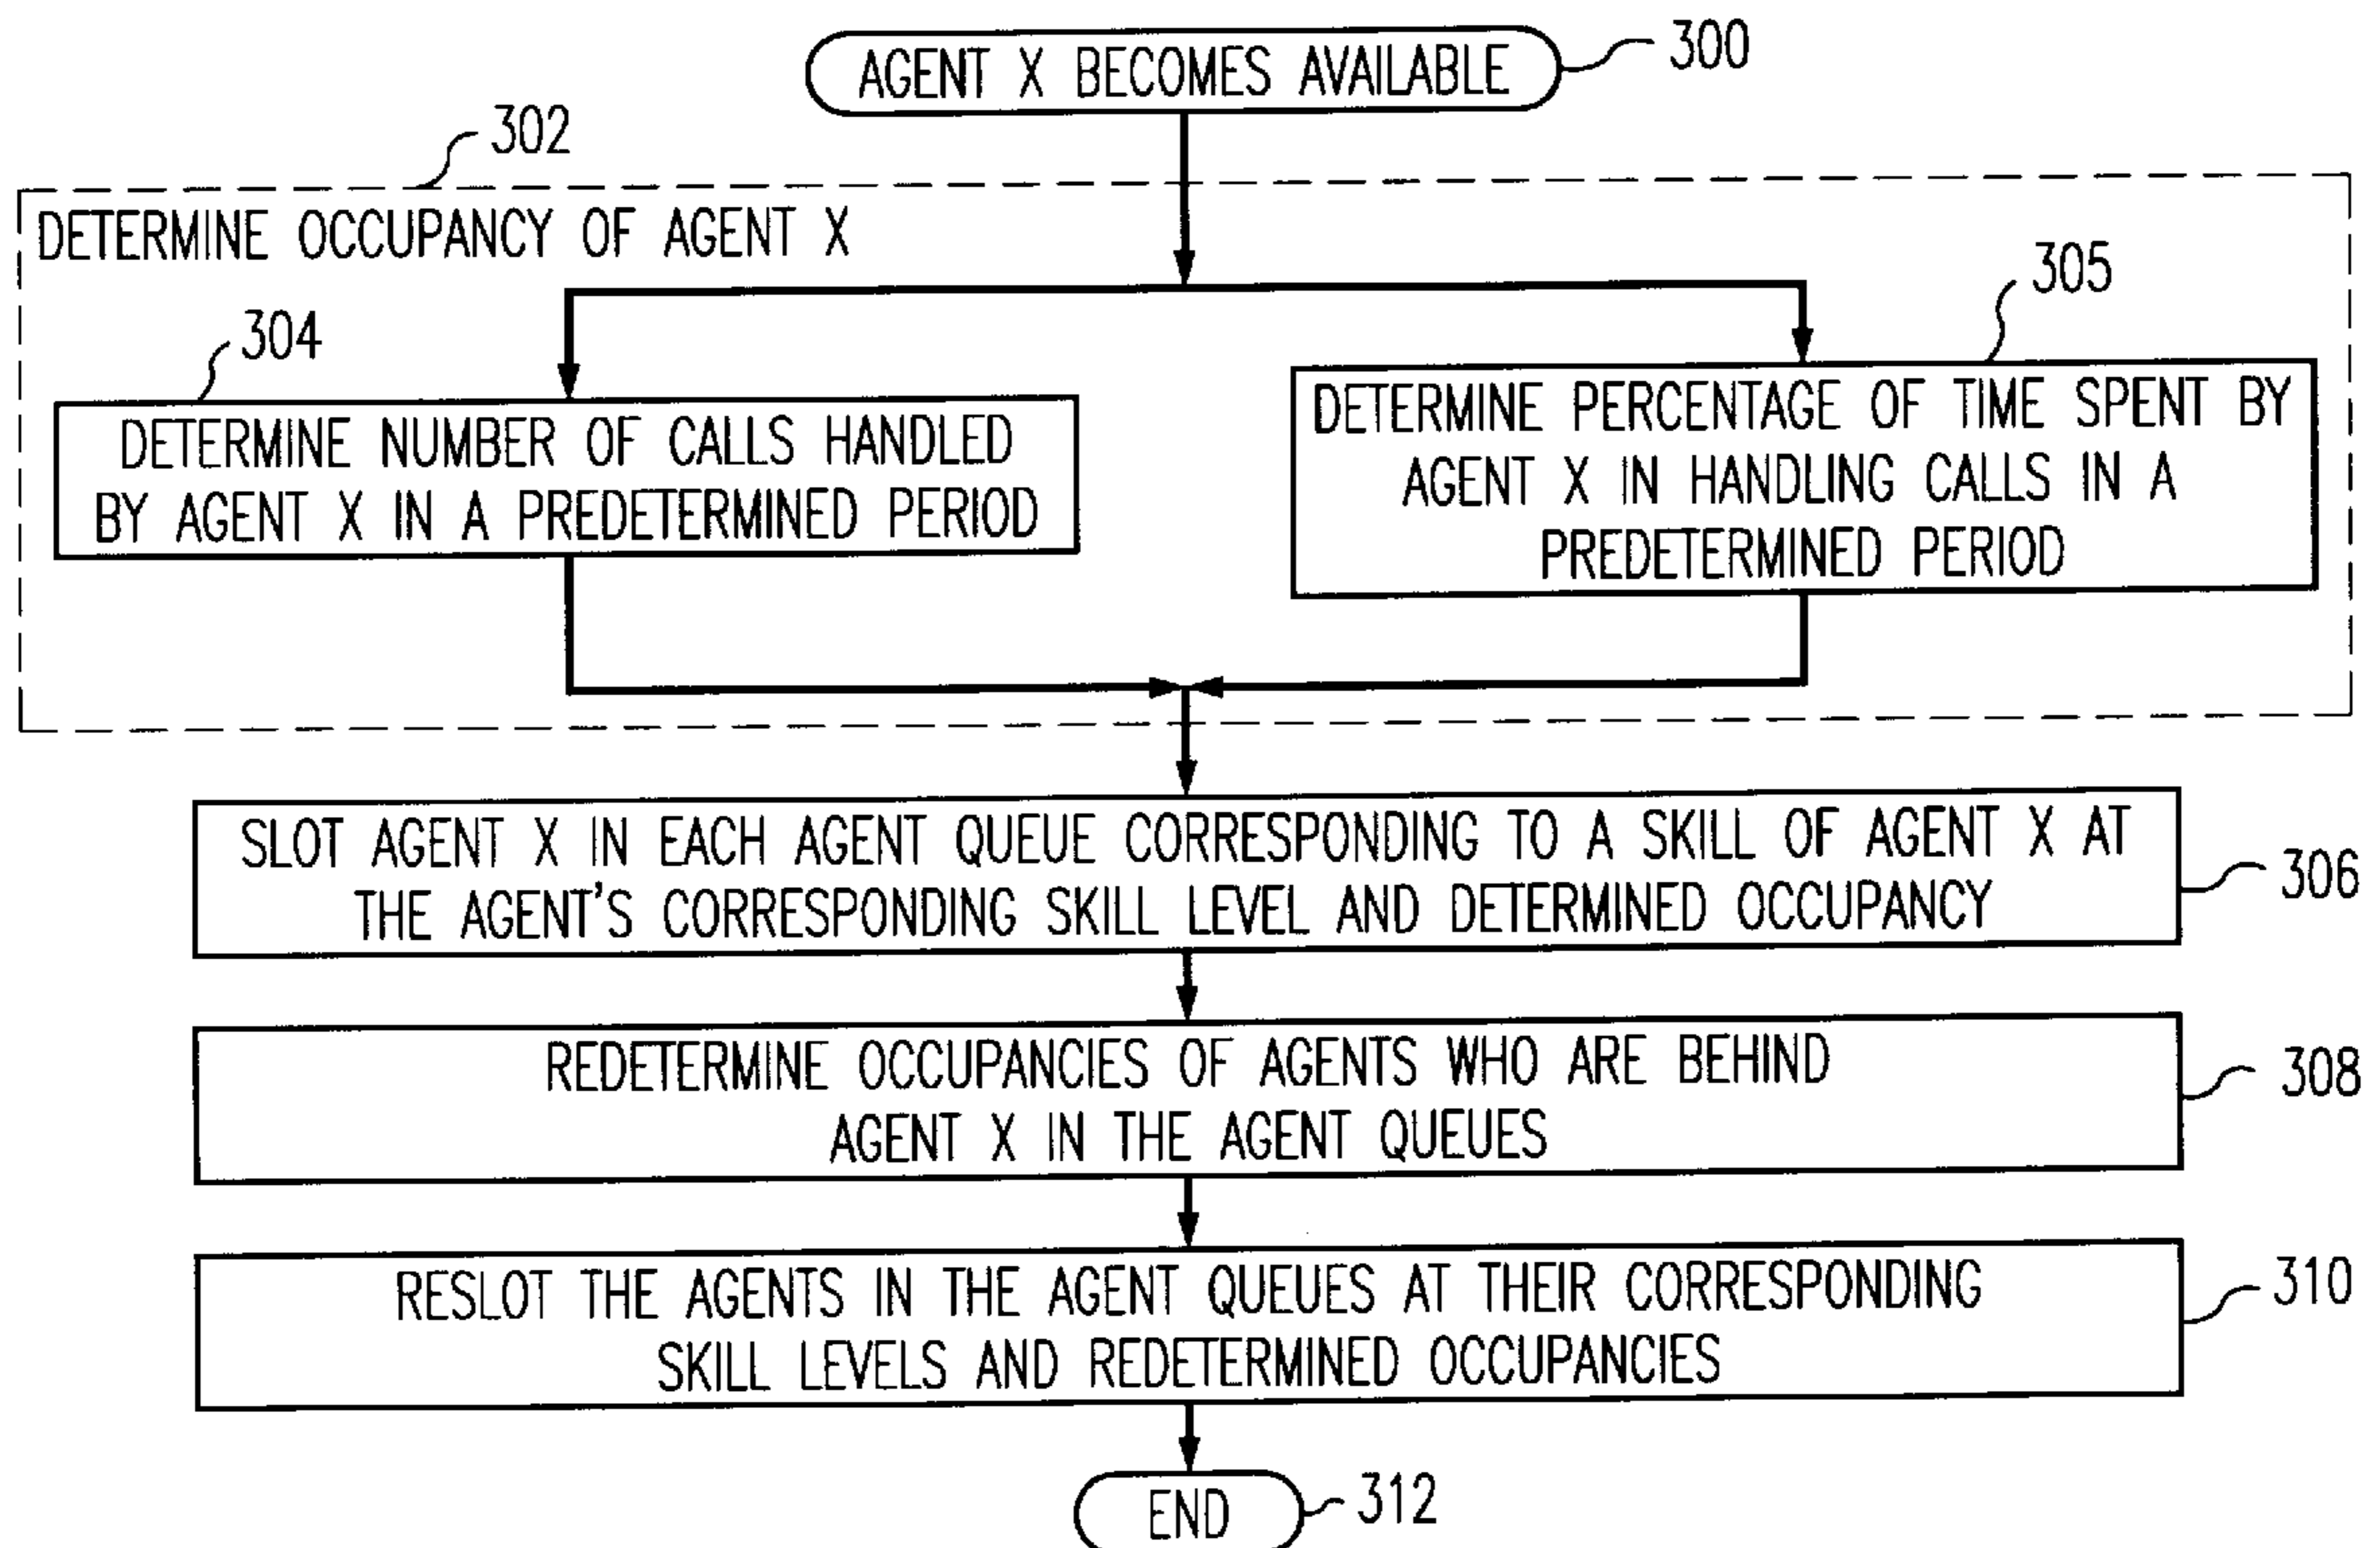 AGENT X BECOMES AVAILABLE
300
302
DETERMINE OCCUPANCY OF AGENT X
304
DETERMINE NUMBER OF CALLS HANDLED
BY AGENT X IN A PREDETERMINED PERIOD
305
DETERMINE PERCENTAGE OF TIME SPENT BY
AGENT X IN HANDLING CALLS IN A
PREDETERMINED PERIOD
SLOT AGENT X IN EACH AGENT QUEUE CORRESPONDING TO A SKILL OF AGENT X AT
THE AGENT'S CORRESPONDING SKILL LEVEL AND DETERMINED OCCUPANCY
306
REDETERMINE OCCUPANCIES OF AGENTS WHO ARE BEHIND
AGENT X IN THE AGENT QUEUES
308
RESLOT THE AGENTS IN THE AGENT QUEUES AT THEIR CORRESPONDING
SKILL LEVELS AND REDETERMINED OCCUPANCIES
310
END
312